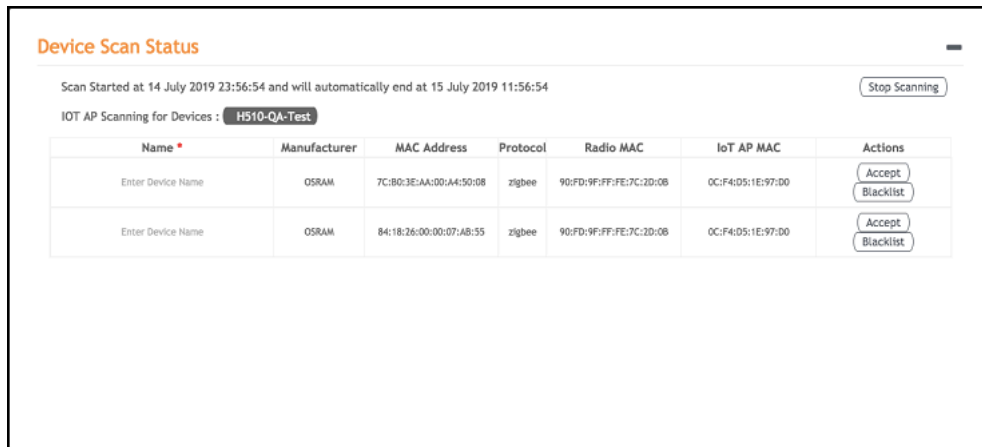 Device Scan Status
Scan Started at 14 July 2019 23:56:54 and will automatically end at 15 July 2019 11:56:54
Stop Scanning
IOT AP Scanning for Devices : H510-QA-Test
Name * Manufacturer MAC Address Protocol Radio MAC IoT AP MAC Actions
Enter Device Name OSRAM 7C:B0:3E:AA:00:A4:50:08 zigbee 90:FD:9F:FF:FE:7C:2D:0B 0C:F4:D5:1E:97:D0 Accept
Blacklist
Enter Device Name OSRAM 84:18:26:00:00:07:AB:55 zigbee 90:FD:9F:FF:FE:7C:2D:0B 0C:F4:D5:1E:97:D0 Accept
Blacklist